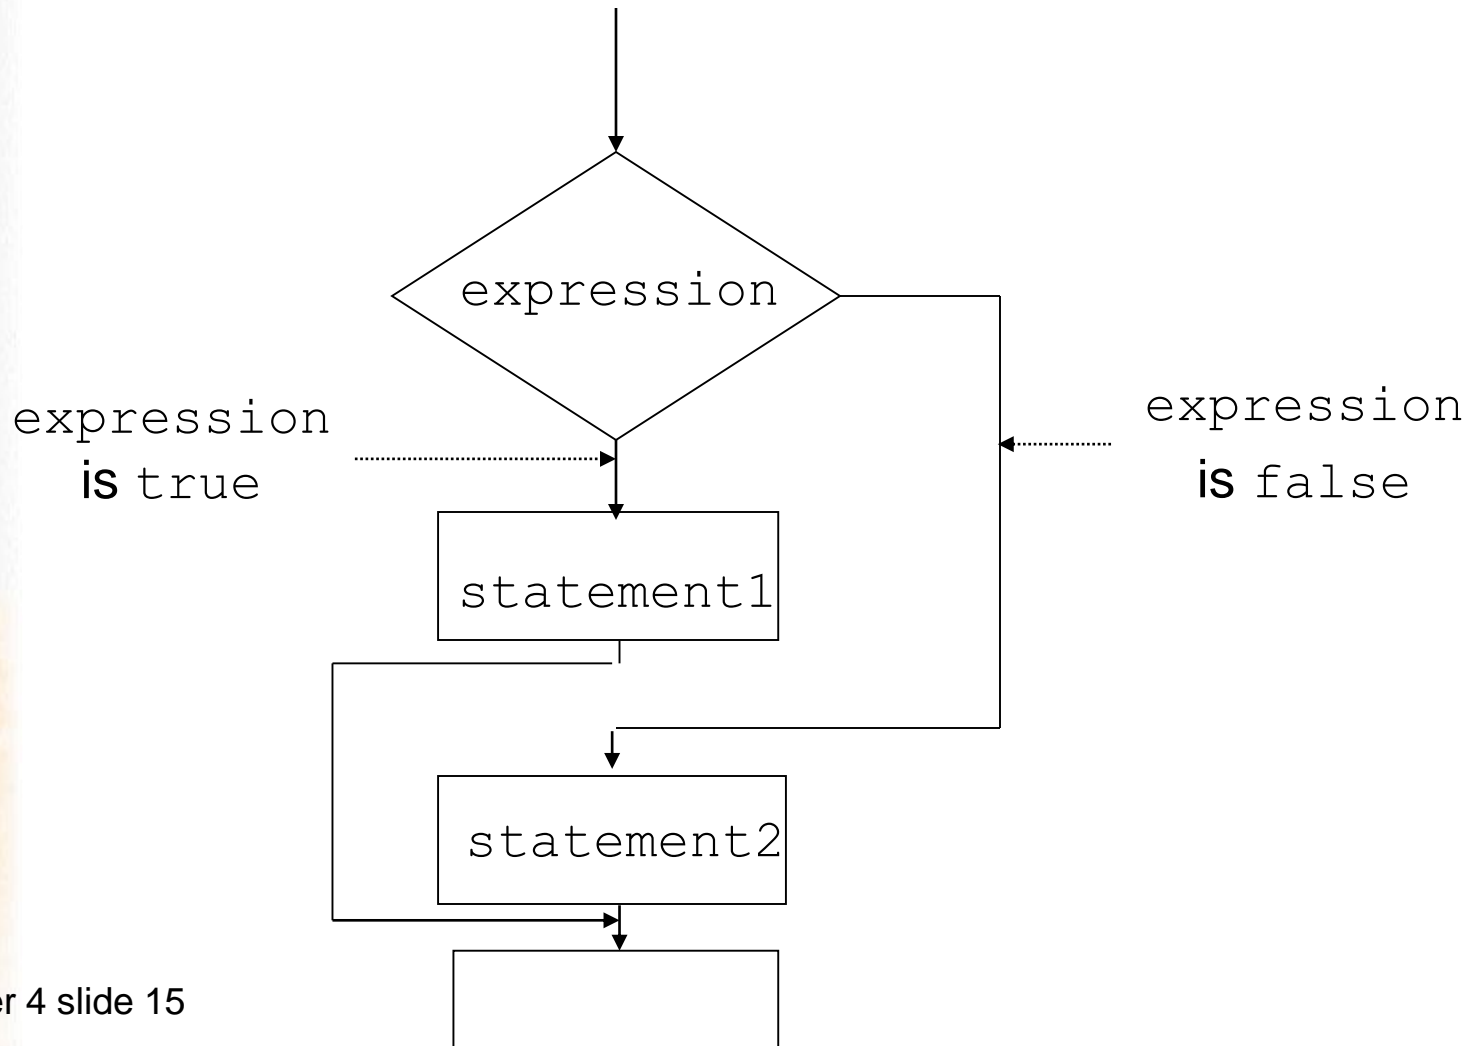 expression
expression
is true
expression
is false
statement1
statement2
er 4 slide 15